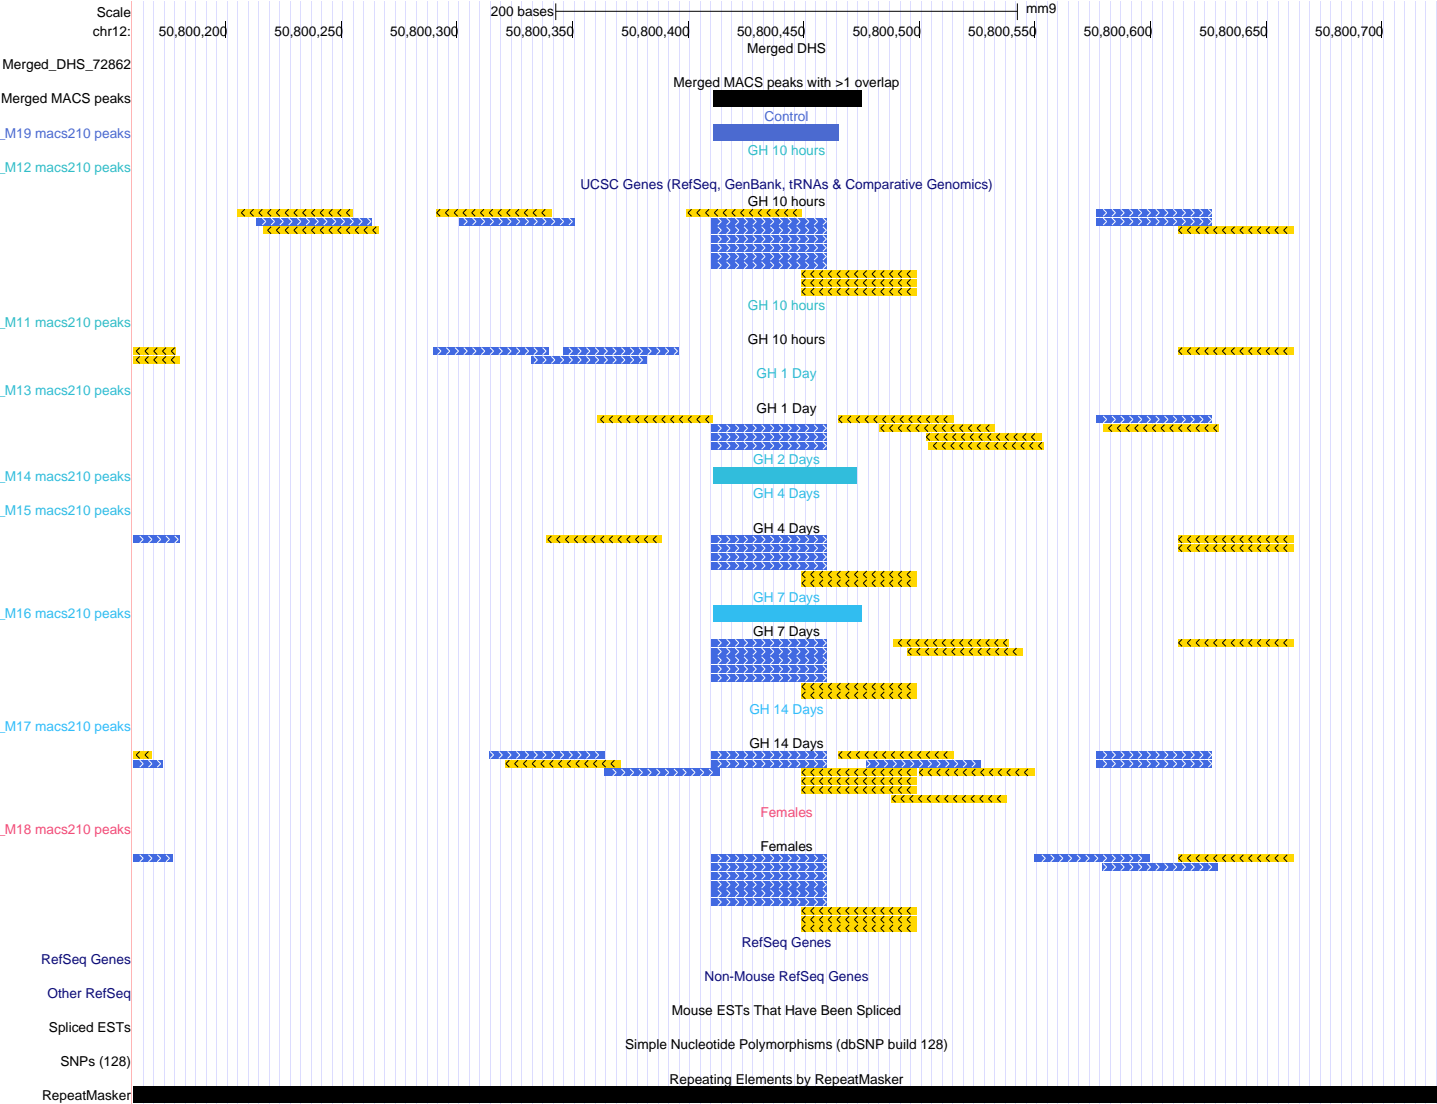 Scale 200 bases mm9
chr12: 50,800,200 50,800,250 50,800,300 50,800,350 50,800,400 50,800,450 50,800,500 50,800,550 50,800,600 50,800,650 50,800,700
Merged DHS
Merged_DHS_72862
Merged MACS peaks with >1 overlap
Merged MACS peaks
Control
_M19 macs210 peaks
GH 10 hours
_M12 macs210 peaks
UCSC Genes (RefSeq, GenBank, tRNAs & Comparative Genomics)
GH 10 hours
GH 10 hours
_M11 macs210 peaks
GH 10 hours
GH 1 Day
_M13 macs210 peaks
GH 1 Day
GH 2 Days
_M14 macs210 peaks
GH 4 Days
_M15 macs210 peaks
GH 4 Days
GH 7 Days
_M16 macs210 peaks
GH 7 Days
GH 14 Days
_M17 macs210 peaks
GH 14 Days
Females
_M18 macs210 peaks
Females
RefSeq Genes
RefSeq Genes
Non-Mouse RefSeq Genes
Other RefSeq
Mouse ESTs That Have Been Spliced
Spliced ESTs
Simple Nucleotide Polymorphisms (dbSNP build 128)
SNPs (128)
Repeating Elements by RepeatMasker
RepeatMasker